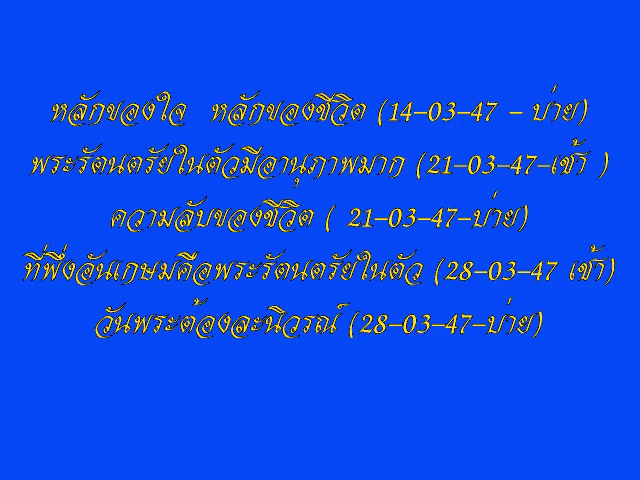 หลักของใจ หลักของชีวิต (14-03-47 - บ่าย)
พระรัตนตรัยในตัวมีอานุภาพมาก (21-03-47-เช้า )
ความลับของชีวิต ( 21-03-47-บ่าย)
ที่พึ่งอันเกษมคือพระรัตนตรัยในตัว (28-03-47 เช้า)
วันพระต้องละนิวรณ์ (28-03-47-บ่าย)